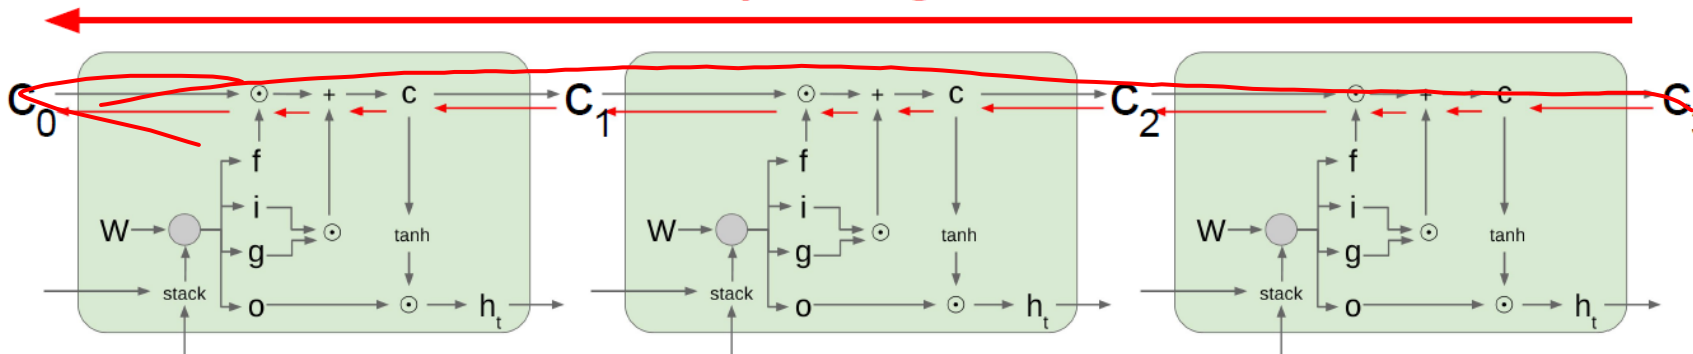 C0 ⊙ + c C1 ⊙ + c C2 ⊙ + c
f f f
i i i
W ⊙ tanh W ⊙ tanh W ⊙ tanh
g g g
stack stack stack
o ⊙ ht o ⊙ ht o ⊙ ht